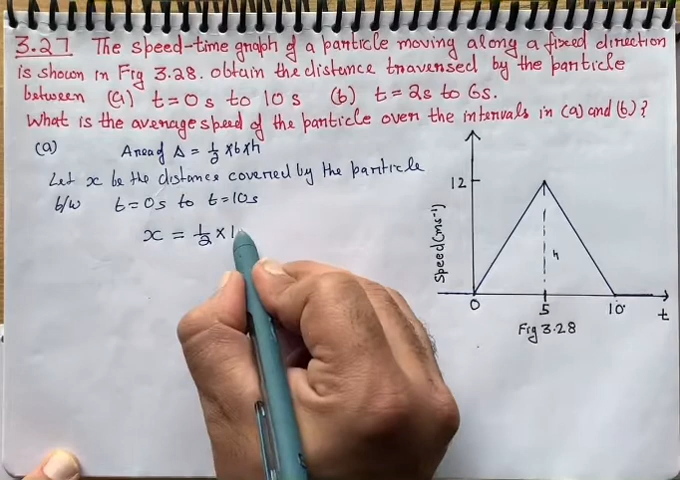 3.27 The speed-time graph of a particle moving along a fixed direction
is shown in Fig 3.28. obtain the distance traversed by the particle
between (a) t=0s to 10s (b) t=2s to 6s.
What is the average speed of the particle over the intervals in (a) and (b)?
(a) Area of Δ = 1/2 × b × h
Let x be the distance covered by the particle
b/w t=0s to t=10s
x = 1/2 × 1
Speed(ms⁻¹)
12
h
0 5 10 t
Fig 3.28